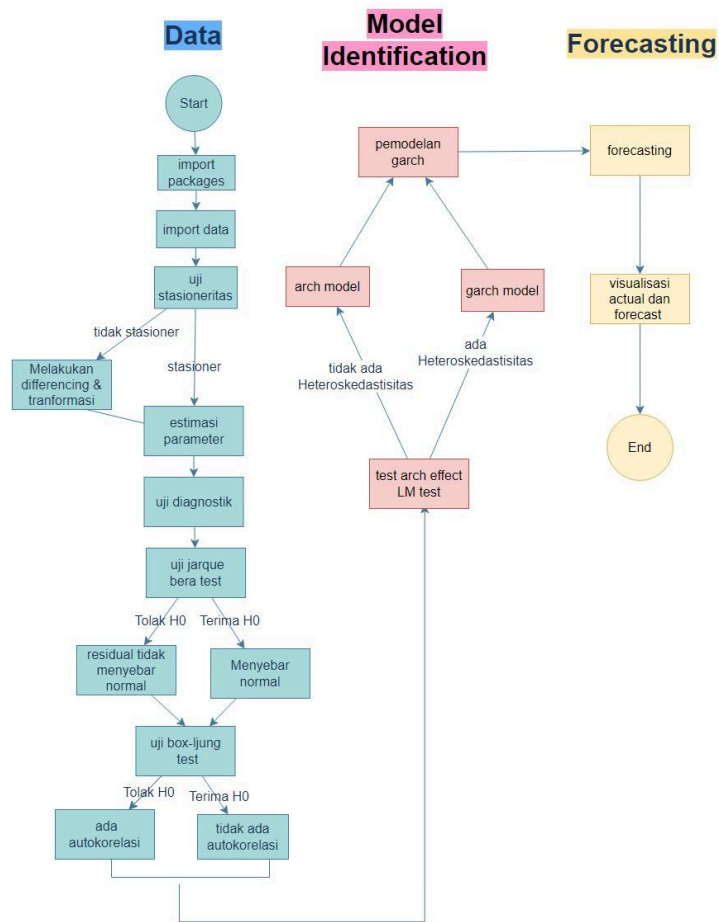 Data
Start
import
packages
import data
uji
stasioneritas
tidak stasioner
stasioner
Melakukan
differencing &
tranformasi
estimasi
parameter
uji diagnostik
uji jarque
bera test
Tolak H0
Terima H0
residual tidak
menyebar
normal
Menyebar
normal
uji box-ljung
test
Tolak H0
Terima H0
ada
autokorelasi
tidak ada
autokorelasi
Model
Identification
pemodelan
garch
arch model
garch model
tidak ada
Heteroskedastisitas
ada
Heteroskedastisitas
test arch effect
LM test
Forecasting
forecasting
visualisasi
actual dan
forecast
End